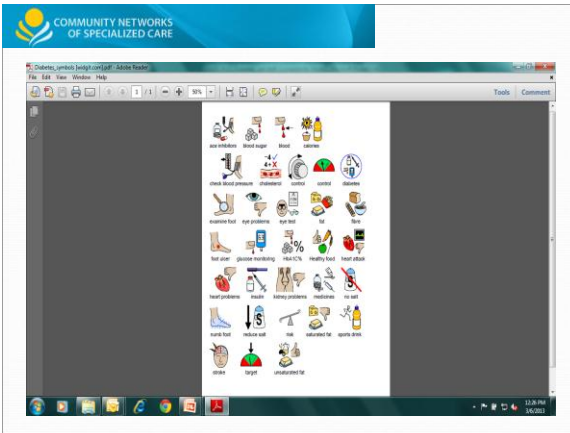 COMMUNITY NETWORKS
OF SPECIALIZED CARE
Diabetes_symbols [widgit.com].pdf - Adobe Reader
File Edit View Window Help
1 / 1 50% Tools Comment
ace inhibitors blood sugar blood calories
check blood pressure cholesterol control control diabetes
examine foot eye problems eye test fat fibre
foot ulcer glucose monitoring HbA1C% Healthy food heart attack
heart problems insulin kidney problems medicines no salt
numb foot reduce salt risk saturated fat sports drink
stroke target unsaturated fat
12:26 PM
3/6/2013